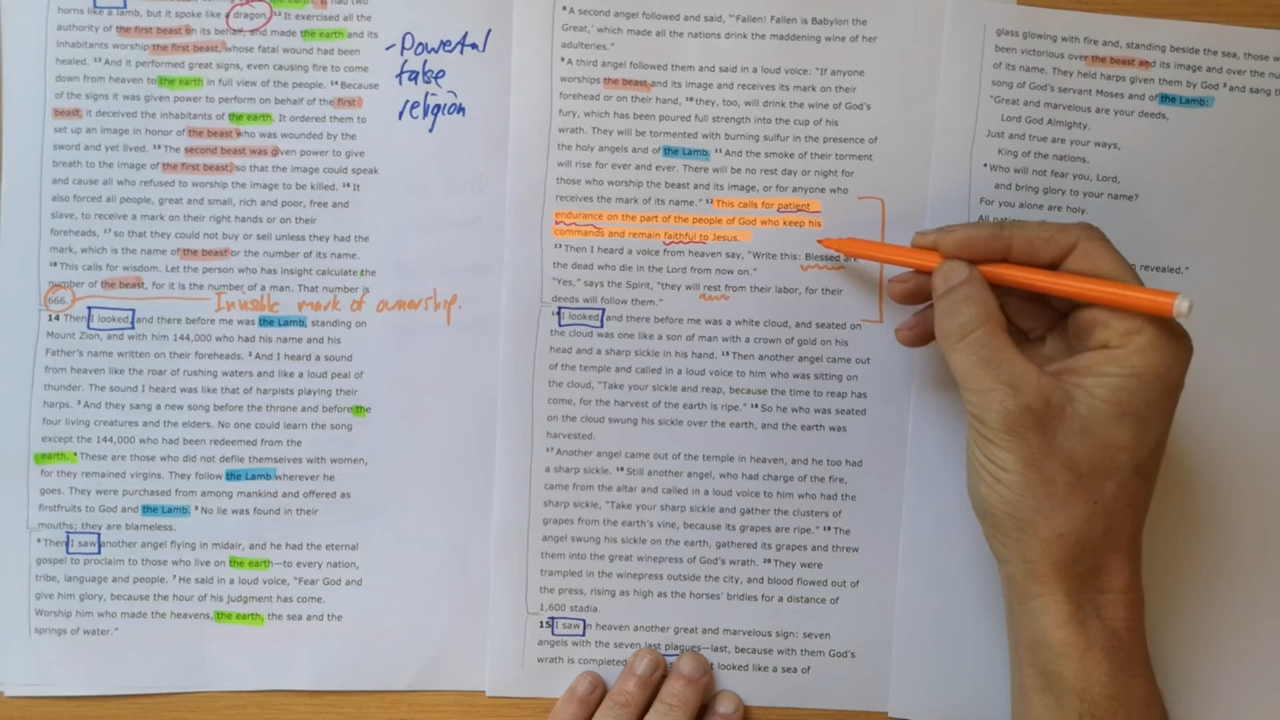 horns like a lamb, but it spoke like a dragon. 12 It exercised all the
authority of the first beast on its behalf, and made the earth and its
inhabitants worship the first beast, whose fatal wound had been
healed. 13 And it performed great signs, even causing fire to come
down from heaven to the earth in full view of the people. 14 Because
of the signs it was given power to perform on behalf of the first
beast, it deceived the inhabitants of the earth. It ordered them to
set up an image in honor of the beast who was wounded by the
sword and yet lived. 15 The second beast was given power to give
breath to the image of the first beast, so that the image could speak
and cause all who refused to worship the image to be killed. 16 It
also forced all people, great and small, rich and poor, free and
slave, to receive a mark on their right hands or on their
foreheads, 17 so that they could not buy or sell unless they had the
mark, which is the name of the beast or the number of its name.
18 This calls for wisdom. Let the person who has insight calculate the
number of the beast, for it is the number of a man. That number is
666.
Invisible mark of ownership.
- Powerful
false
religion
14 Then I looked, and there before me was the Lamb, standing on
Mount Zion, and with him 144,000 who had his name and his
Father's name written on their foreheads. 2 And I heard a sound
from heaven like the roar of rushing waters and like a loud peal of
thunder. The sound I heard was like that of harpists playing their
harps. 3 And they sang a new song before the throne and before the
four living creatures and the elders. No one could learn the song
except the 144,000 who had been redeemed from the
earth. 4 These are those who did not defile themselves with women,
for they remained virgins. They follow the Lamb wherever he
goes. They were purchased from among mankind and offered as
firstfruits to God and the Lamb. 5 No lie was found in their
mouths; they are blameless.
6 Then I saw another angel flying in midair, and he had the eternal
gospel to proclaim to those who live on the earth—to every nation,
tribe, language and people. 7 He said in a loud voice, "Fear God and
give him glory, because the hour of his judgment has come.
Worship him who made the heavens, the earth, the sea and the
springs of water."
8 A second angel followed and said, "'Fallen! Fallen is Babylon the
Great,' which made all the nations drink the maddening wine of her
adulteries."
9 A third angel followed them and said in a loud voice: "If anyone
worships the beast and its image and receives its mark on their
forehead or on their hand, 10 they, too, will drink the wine of God's
fury, which has been poured full strength into the cup of his
wrath. They will be tormented with burning sulfur in the presence of
the holy angels and of the Lamb. 11 And the smoke of their torment
will rise for ever and ever. There will be no rest day or night for
those who worship the beast and its image, or for anyone who
receives the mark of its name." 12 This calls for patient
endurance on the part of the people of God who keep his
commands and remain faithful to Jesus.
13 Then I heard a voice from heaven say, "Write this: Blessed are
the dead who die in the Lord from now on."
"Yes," says the Spirit, "they will rest from their labor, for their
deeds will follow them."
14 I looked, and there before me was a white cloud, and seated on
the cloud was one like a son of man with a crown of gold on his
head and a sharp sickle in his hand. 15 Then another angel came out
of the temple and called in a loud voice to him who was sitting on
the cloud, "Take your sickle and reap, because the time to reap has
come, for the harvest of the earth is ripe." 16 So he who was seated
on the cloud swung his sickle over the earth, and the earth was
harvested.
17 Another angel came out of the temple in heaven, and he too had
a sharp sickle. 18 Still another angel, who had charge of the fire,
came from the altar and called in a loud voice to him who had the
sharp sickle, "Take your sharp sickle and gather the clusters of
grapes from the earth's vine, because its grapes are ripe." 19 The
angel swung his sickle on the earth, gathered its grapes and threw
them into the great winepress of God's wrath. 20 They were
trampled in the winepress outside the city, and blood flowed out of
the press, rising as high as the horses' bridles for a distance of
1,600 stadia.
15 I saw in heaven another great and marvelous sign: seven
angels with the seven last plagues—last, because with them God's
wrath is completed looked like a sea of
glass glowing with fire and, standing beside the sea, those w
been victorious over the beast and its image and over the nu
of its name. They held harps given them by God 3 and sang t
song of God's servant Moses and of the Lamb:
"Great and marvelous are your deeds,
Lord God Almighty.
Just and true are your ways,
King of the nations.
4 Who will not fear you, Lord,
and bring glory to your name?
For you alone are holy.
All
revealed."